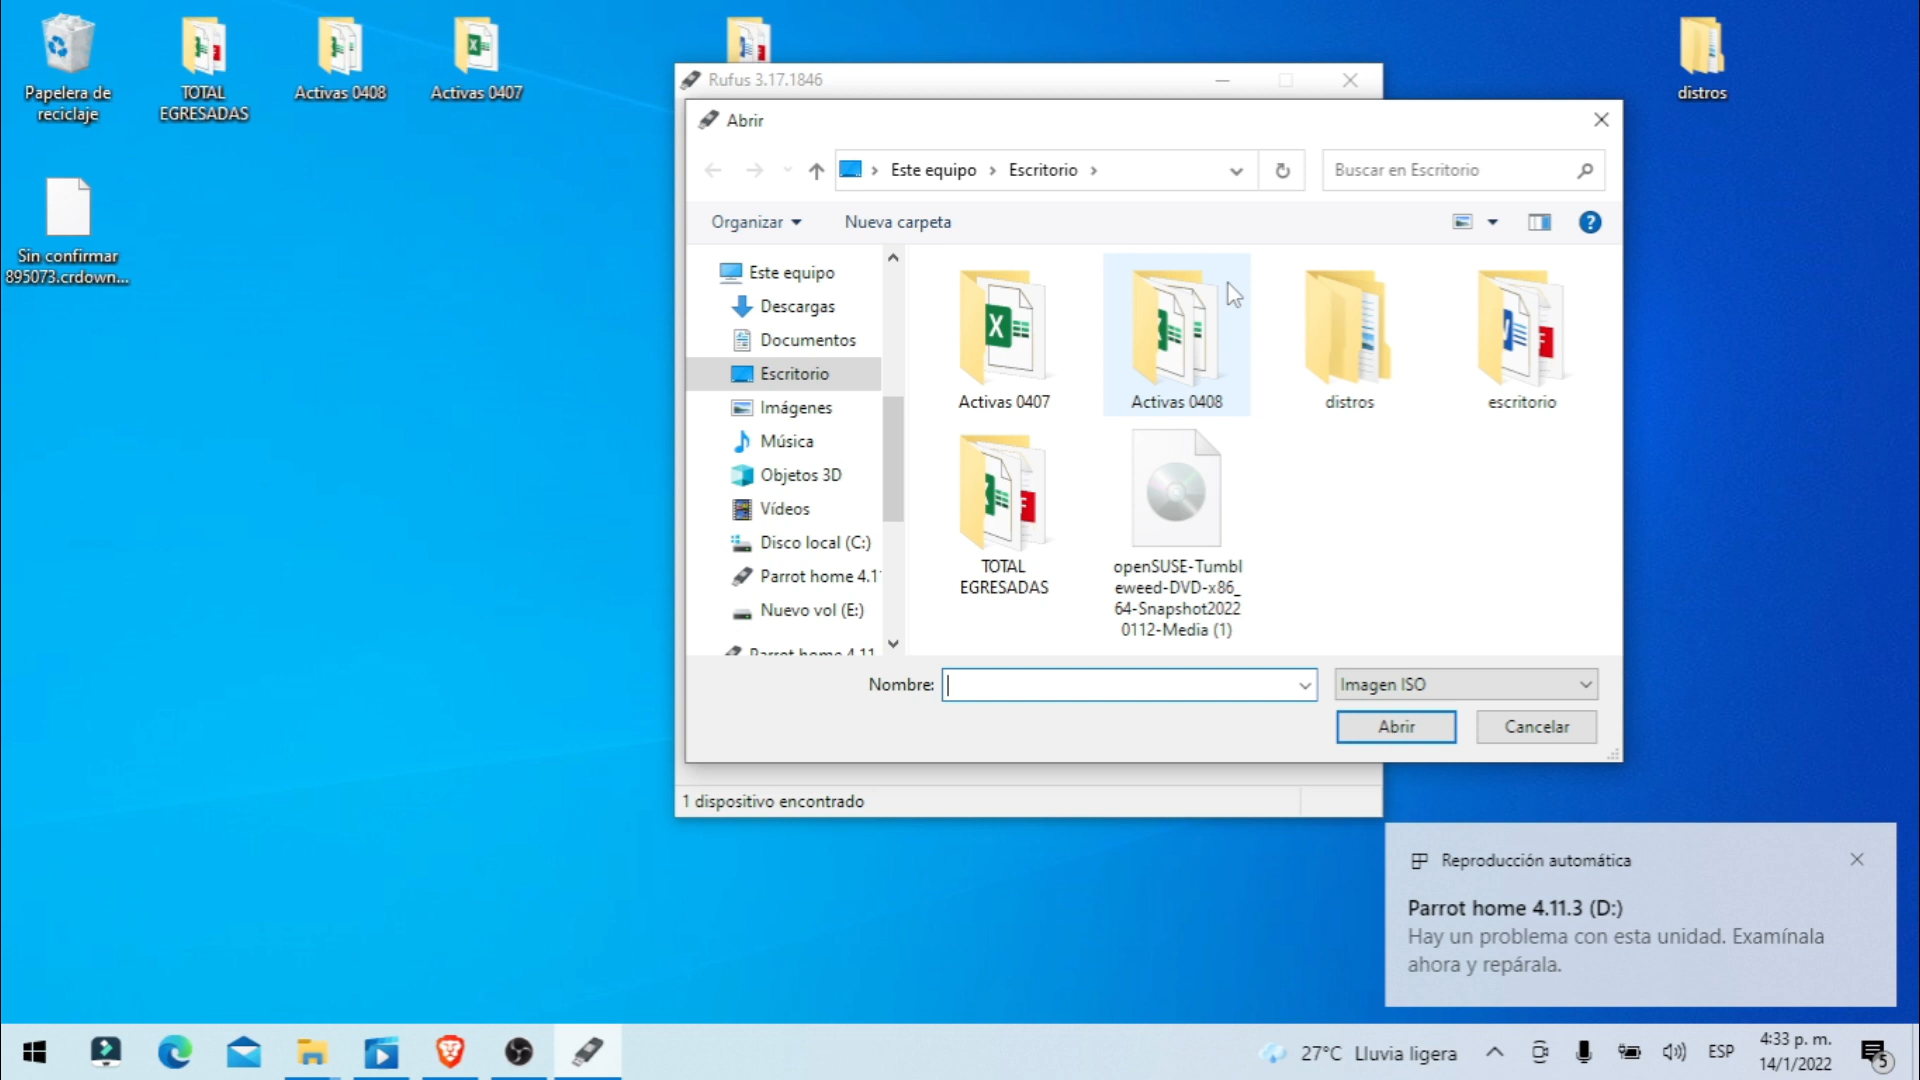 Papelera de
reciclaje
TOTAL
EGRESADAS
Activas 0408
Activas 0407
distros
Sin confirmar
895073.crdown...
Rufus 3.17.1846
Abrir
Este equipo
Escritorio
Buscar en Escritorio
Organizar
Nueva carpeta
Este equipo
Descargas
Documentos
Escritorio
Imágenes
Música
Objetos 3D
Vídeos
Disco local (C:)
Parrot home 4.1
Nuevo vol (E:)
Parrot home 4.11
Activas 0407
Activas 0408
distros
escritorio
TOTAL
EGRESADAS
openSUSE-Tumbl
eweed-DVD-x86_
64-Snapshot2022
0112-Media (1)
Nombre:
Imagen ISO
Abrir
Cancelar
1 dispositivo encontrado
Reproducción automática
Parrot home 4.11.3 (D:)
Hay un problema con esta unidad. Examínala
ahora y repárala.
27°C Lluvia ligera
ESP
4:33 p. m.
14/1/2022
5